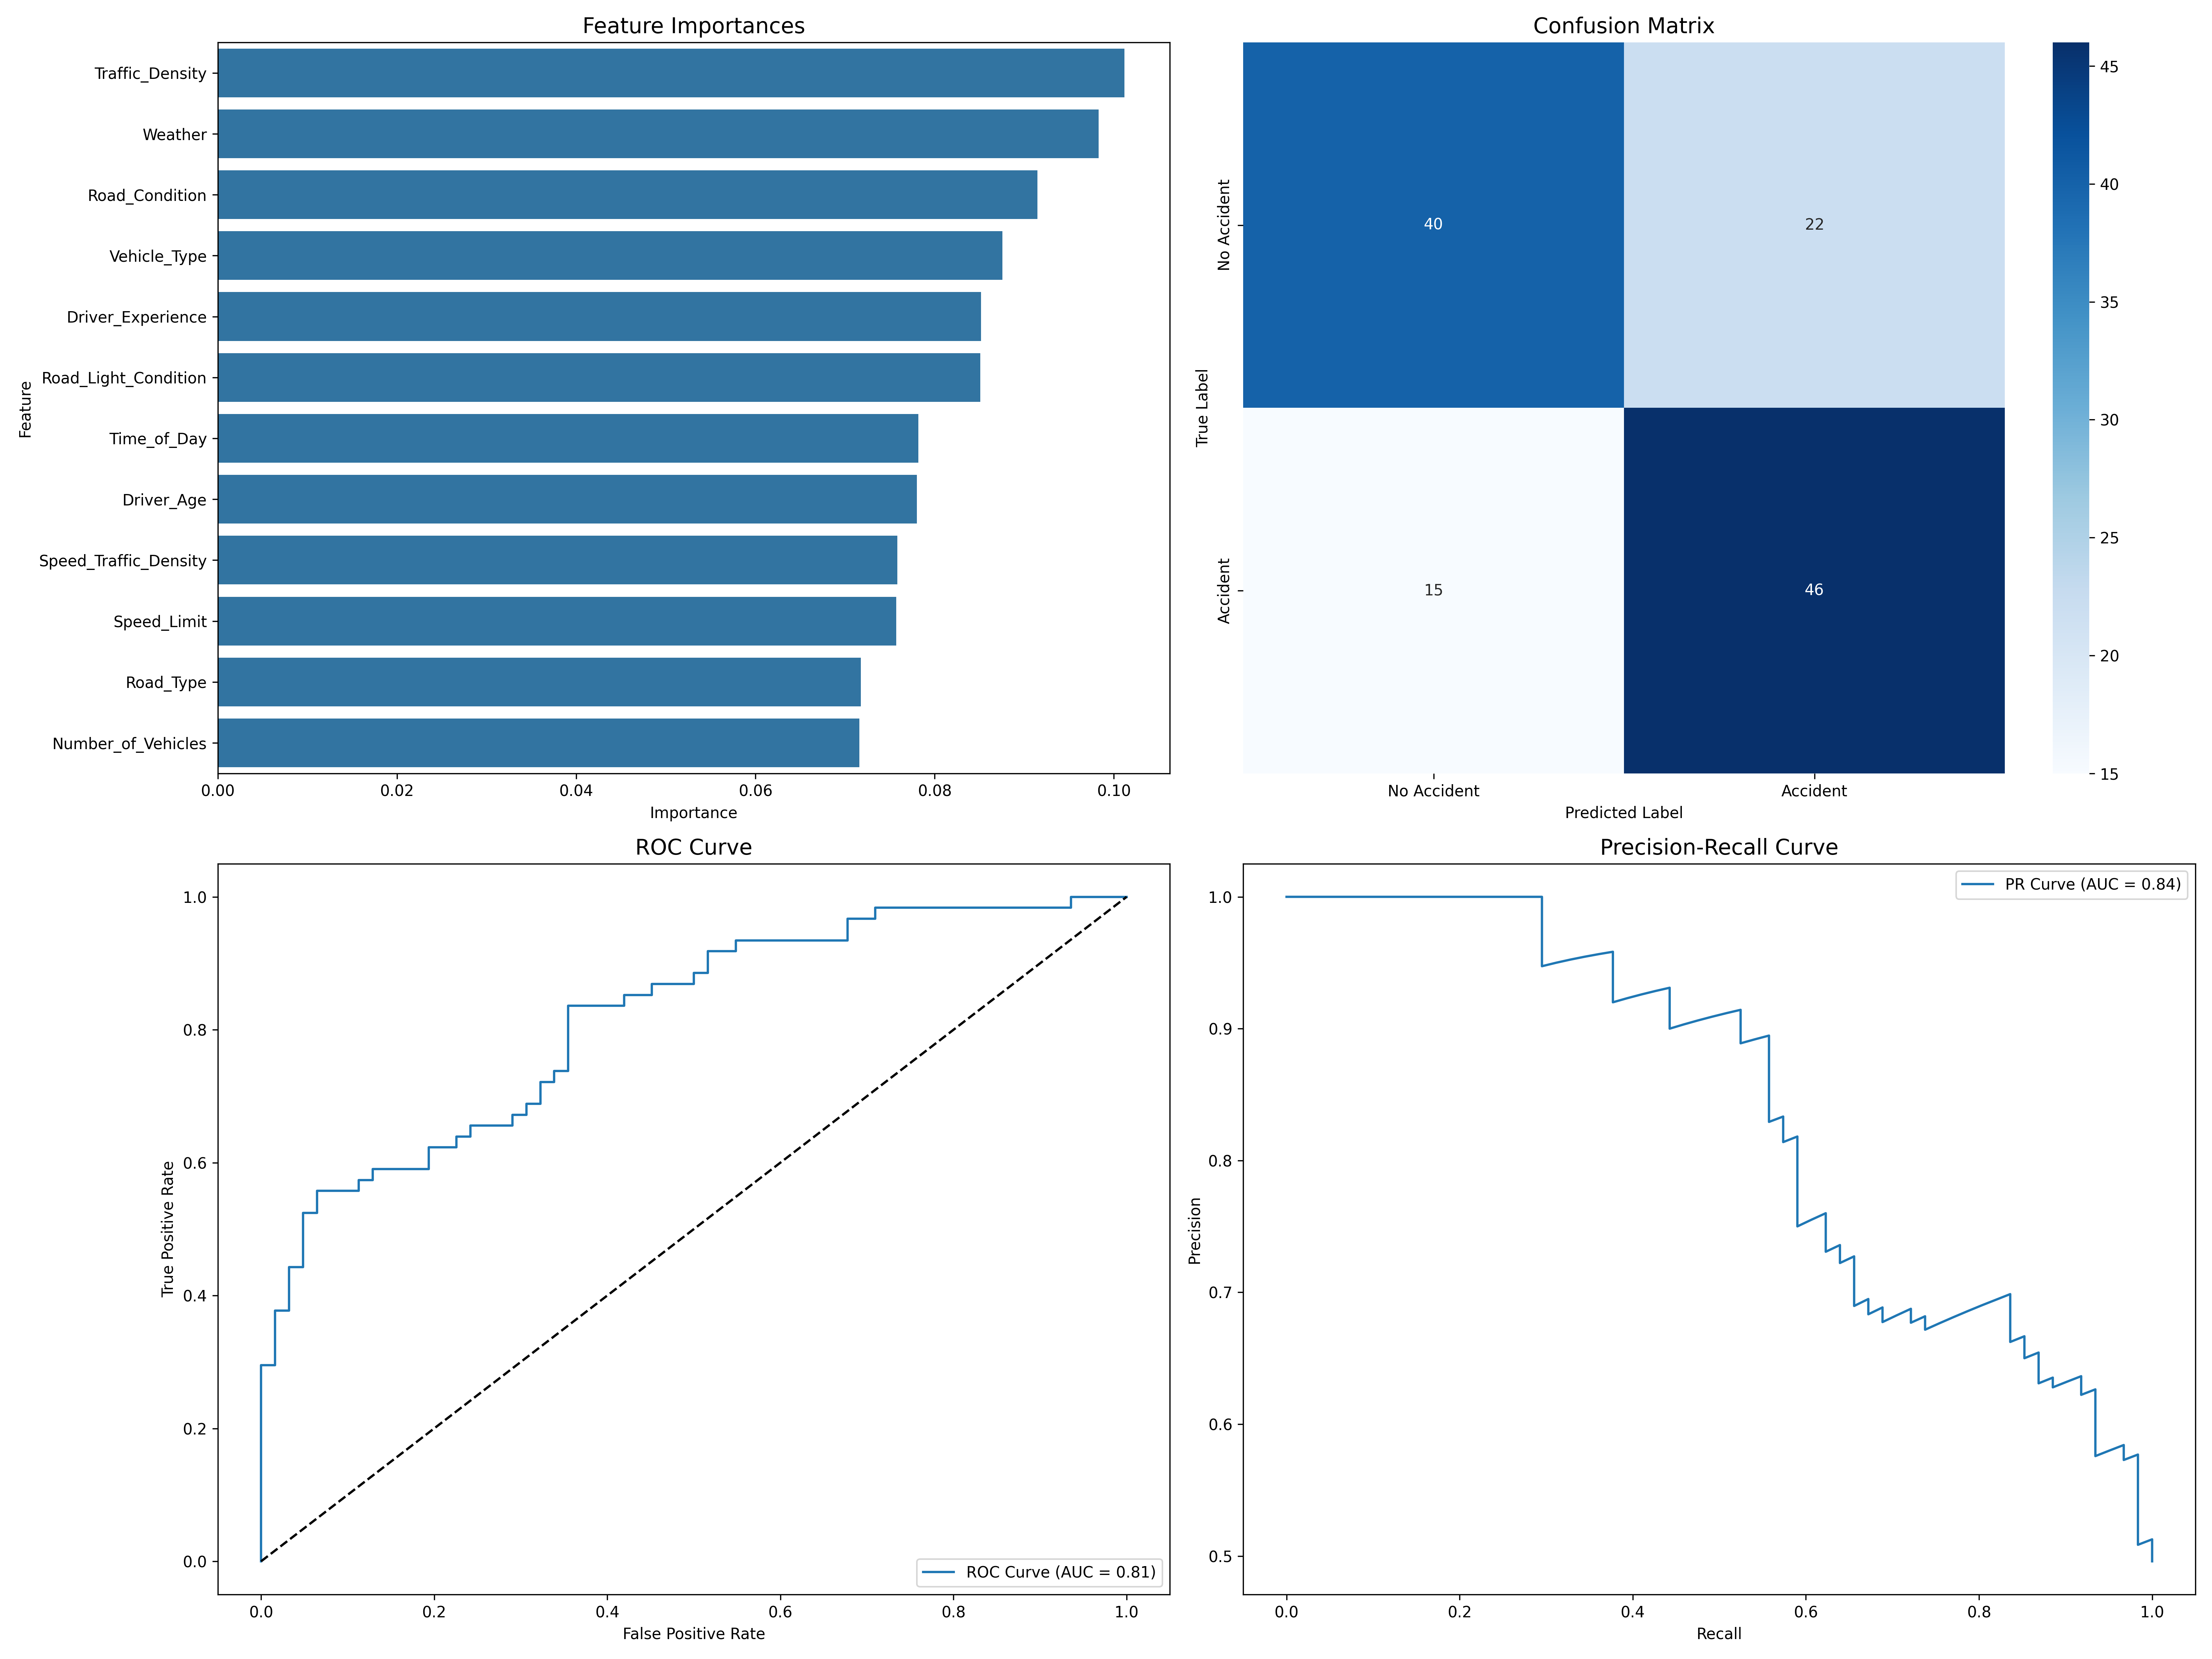 Feature Importances
Feature
Traffic_Density
Weather
Road_Condition
Vehicle_Type
Driver_Experience
Road_Light_Condition
Time_of_Day
Driver_Age
Speed_Traffic_Density
Speed_Limit
Road_Type
Number_of_Vehicles
0.00 0.02 0.04 0.06 0.08 0.10
Importance
Confusion Matrix
True Label
No Accident
Accident
40 22
15 46
No Accident Accident
Predicted Label
45
40
35
30
25
20
15
ROC Curve
True Positive Rate
1.0
0.8
0.6
0.4
0.2
0.0
ROC Curve (AUC = 0.81)
0.0 0.2 0.4 0.6 0.8 1.0
False Positive Rate
Precision-Recall Curve
PR Curve (AUC = 0.84)
Precision
1.0
0.9
0.8
0.7
0.6
0.5
0.0 0.2 0.4 0.6 0.8 1.0
Recall